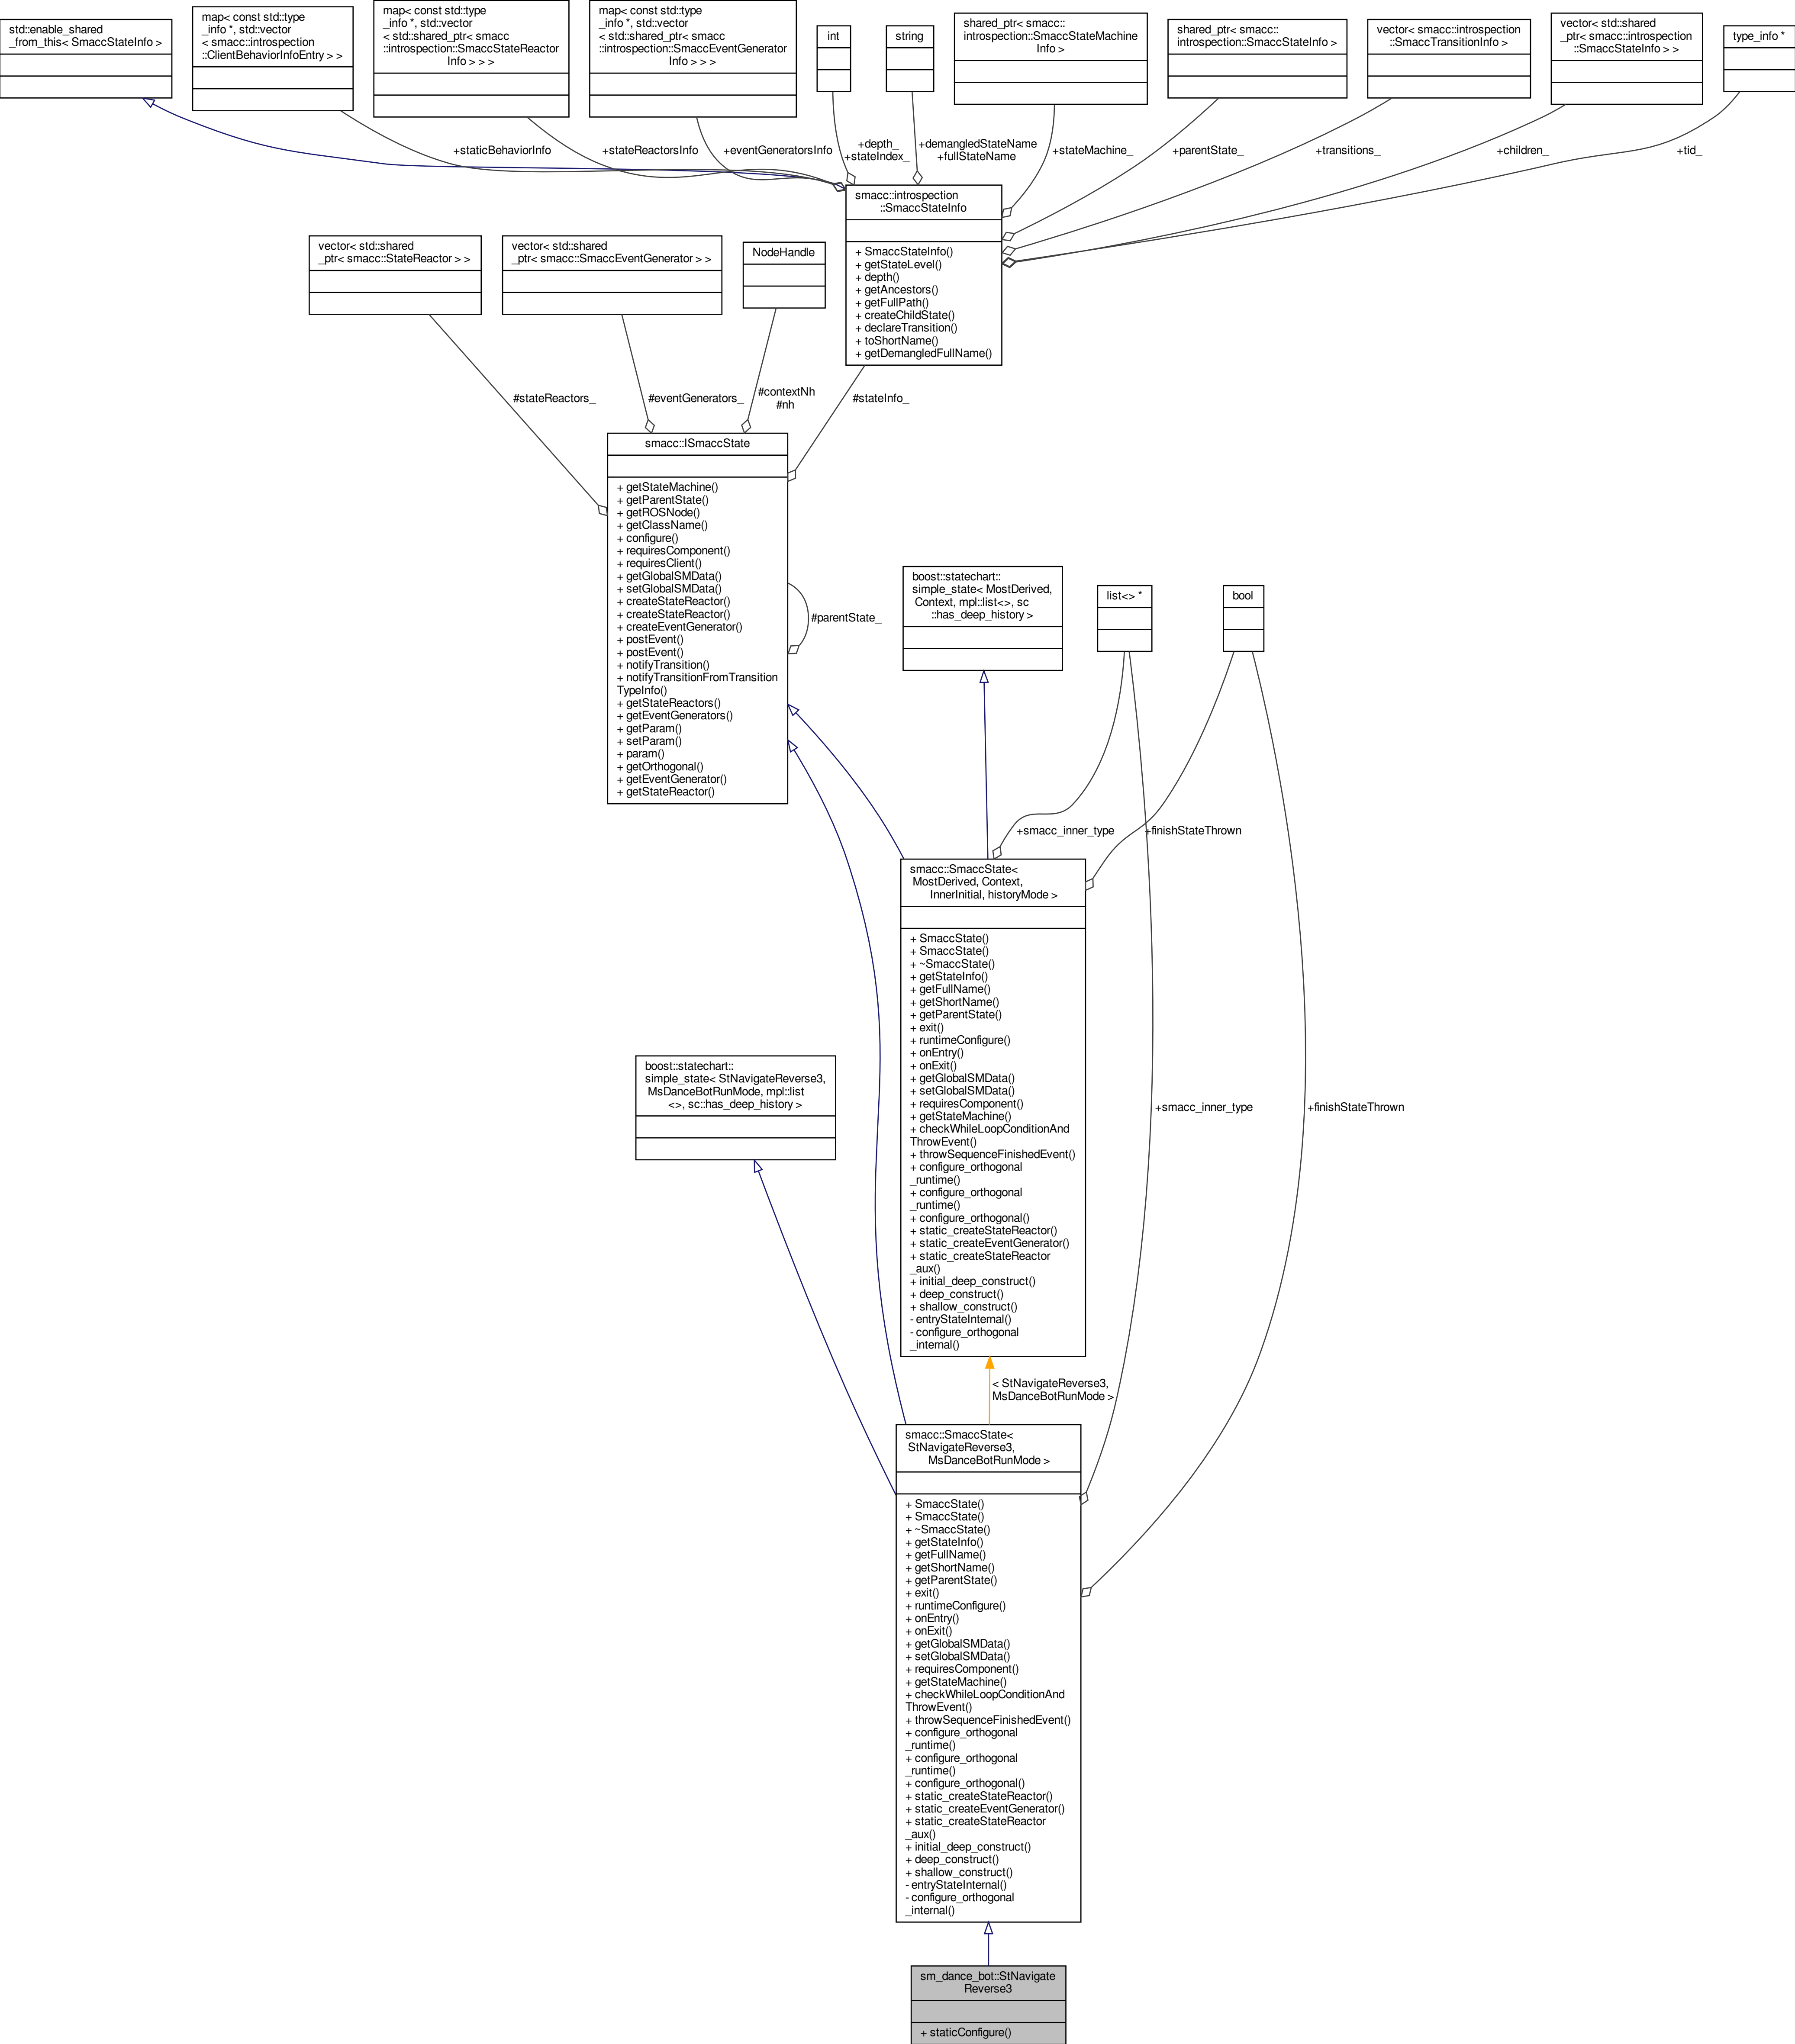 std::enable_shared
_from_this< SmaccStateInfo >
map< const std::type
_info *, std::vector
< smacc::introspection
::ClientBehaviorInfoEntry > >
map< const std::type
_info *, std::vector
< std::shared_ptr< smacc
::introspection::SmaccStateReactor
Info > > >
map< const std::type
_info *, std::vector
< std::shared_ptr< smacc
::introspection::SmaccEventGenerator
Info > > >
int
string
shared_ptr< smacc::
introspection::SmaccStateMachine
Info >
shared_ptr< smacc::
introspection::SmaccStateInfo >
vector< smacc::introspection
::SmaccTransitionInfo >
vector< std::shared
_ptr< smacc::introspection
::SmaccStateInfo > >
type_info *
+staticBehaviorInfo
+stateReactorsInfo
+eventGeneratorsInfo
+depth_
+stateIndex_
+demangledStateName
+fullStateName
+stateMachine_
+parentState_
+transitions_
+children_
+tid_
smacc::introspection
::SmaccStateInfo
+ SmaccStateInfo()
+ getStateLevel()
+ depth()
+ getAncestors()
+ getFullPath()
+ createChildState()
+ declareTransition()
+ toShortName()
+ getDemangledFullName()
vector< std::shared
_ptr< smacc::StateReactor > >
vector< std::shared
_ptr< smacc::SmaccEventGenerator > >
NodeHandle
#stateReactors_
#eventGenerators_
#contextNh
#nh
#stateInfo_
smacc::ISmaccState
+ getStateMachine()
+ getParentState()
+ getROSNode()
+ getClassName()
+ configure()
+ requiresComponent()
+ requiresClient()
+ getGlobalSMData()
+ setGlobalSMData()
+ createStateReactor()
+ createStateReactor()
+ createEventGenerator()
+ postEvent()
+ postEvent()
+ notifyTransition()
+ notifyTransitionFromTransition
TypeInfo()
+ getStateReactors()
+ getEventGenerators()
+ getParam()
+ setParam()
+ param()
+ getOrthogonal()
+ getEventGenerator()
+ getStateReactor()
#parentState_
boost::statechart::
simple_state< MostDerived,
Context, mpl::list<>, sc
::has_deep_history >
list<> *
bool
+smacc_inner_type
+finishStateThrown
smacc::SmaccState<
MostDerived, Context,
InnerInitial, historyMode >
+ SmaccState()
+ SmaccState()
+ ~SmaccState()
+ getStateInfo()
+ getFullName()
+ getShortName()
+ getParentState()
+ exit()
+ runtimeConfigure()
+ onEntry()
+ onExit()
+ getGlobalSMData()
+ setGlobalSMData()
+ requiresComponent()
+ getStateMachine()
+ checkWhileLoopConditionAnd
ThrowEvent()
+ throwSequenceFinishedEvent()
+ configure_orthogonal
_runtime()
+ configure_orthogonal
_runtime()
+ configure_orthogonal()
+ static_createStateReactor()
+ static_createEventGenerator()
+ static_createStateReactor
_aux()
+ initial_deep_construct()
+ deep_construct()
+ shallow_construct()
- entryStateInternal()
- configure_orthogonal
_internal()
boost::statechart::
simple_state< StNavigateReverse3,
MsDanceBotRunMode, mpl::list
<>, sc::has_deep_history >
+smacc_inner_type
+finishStateThrown
< StNavigateReverse3,
MsDanceBotRunMode >
smacc::SmaccState<
StNavigateReverse3,
MsDanceBotRunMode >
+ SmaccState()
+ SmaccState()
+ ~SmaccState()
+ getStateInfo()
+ getFullName()
+ getShortName()
+ getParentState()
+ exit()
+ runtimeConfigure()
+ onEntry()
+ onExit()
+ getGlobalSMData()
+ setGlobalSMData()
+ requiresComponent()
+ getStateMachine()
+ checkWhileLoopConditionAnd
ThrowEvent()
+ throwSequenceFinishedEvent()
+ configure_orthogonal
_runtime()
+ configure_orthogonal
_runtime()
+ configure_orthogonal()
+ static_createStateReactor()
+ static_createEventGenerator()
+ static_createStateReactor
_aux()
+ initial_deep_construct()
+ deep_construct()
+ shallow_construct()
- entryStateInternal()
- configure_orthogonal
_internal()
sm_dance_bot::StNavigate
Reverse3
+ staticConfigure()